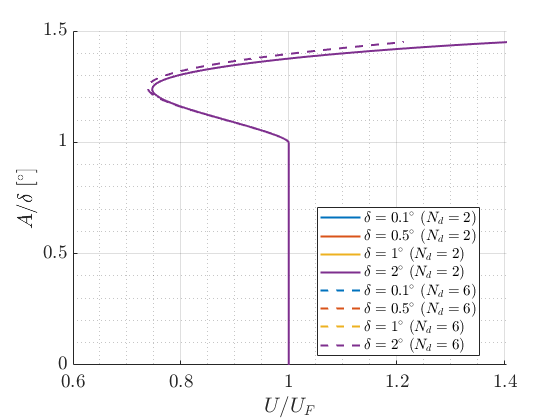 1.5
1
0.5
0
A/δ [°]
0.6 0.8 1 1.2 1.4
U/U_F
δ = 0.1° (N_d = 2)
δ = 0.5° (N_d = 2)
δ = 1° (N_d = 2)
δ = 2° (N_d = 2)
δ = 0.1° (N_d = 6)
δ = 0.5° (N_d = 6)
δ = 1° (N_d = 6)
δ = 2° (N_d = 6)